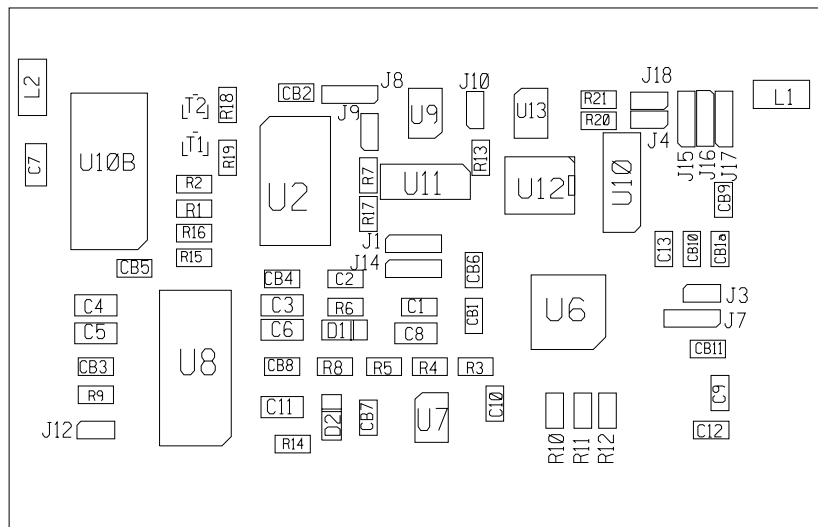 L2
CB2
J8
J10
J18
L1
T2
R18
J9
U9
U13
R21
R20
J4
C7
U10B
T1
R19
R13
J15
J16
J17
R2
R7
U11
U12
U10
CB9
R1
U2
R17
R16
J1
R15
J14
C13
CB10
CB1a
CB5
CB4
C2
CB6
C4
C3
R6
C1
CB1
U6
J3
J7
C5
C6
D1
C8
U8
CB3
CB8
R8
R5
R4
R3
CB11
R9
C11
D2
CB7
U7
C10
C9
J12
R14
R10
R11
R12
C12